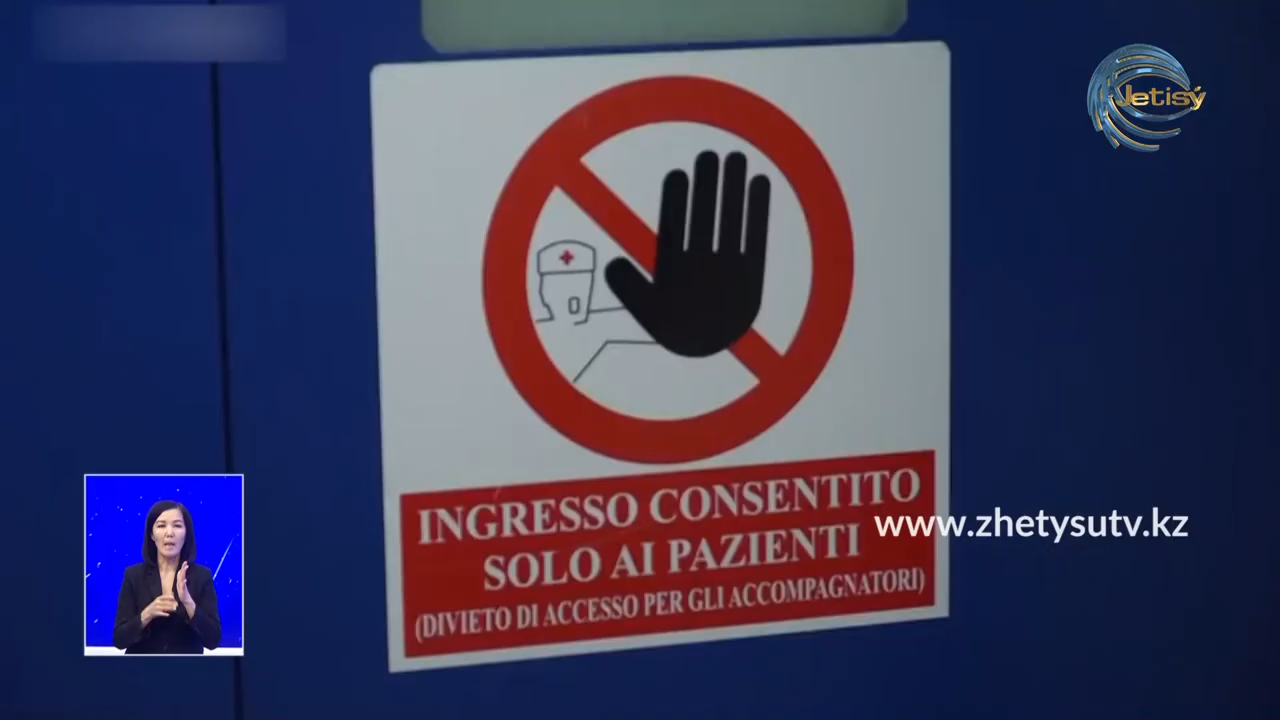 Jetisý
INGRESSO CONSENTITO
SOLO AI PAZIENTI
(DIVIETO DI ACCESSO PER GLI ACCOMPAGNATORI)
www.zhetysutv.kz